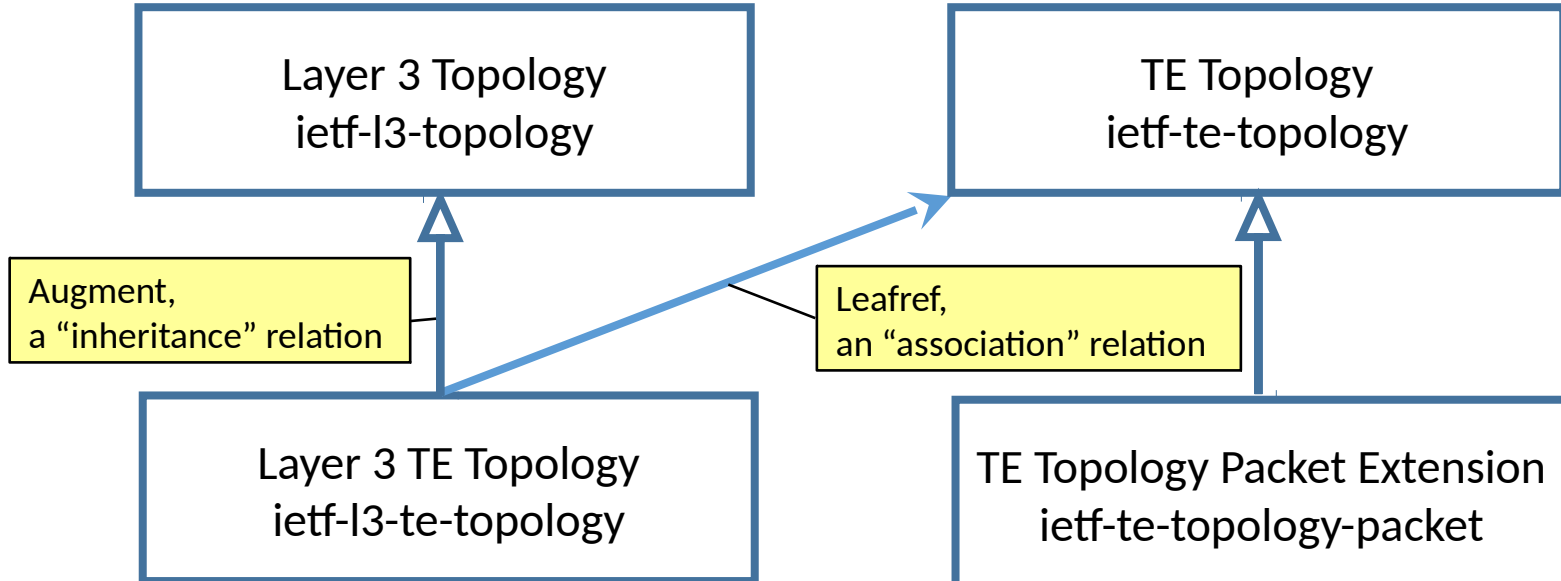 Layer 3 Topology
ietf-l3-topology
TE Topology
ietf-te-topology
Augment,
a “inheritance” relation
Leafref,
an “association” relation
Layer 3 TE Topology
ietf-l3-te-topology
TE Topology Packet Extension
ietf-te-topology-packet